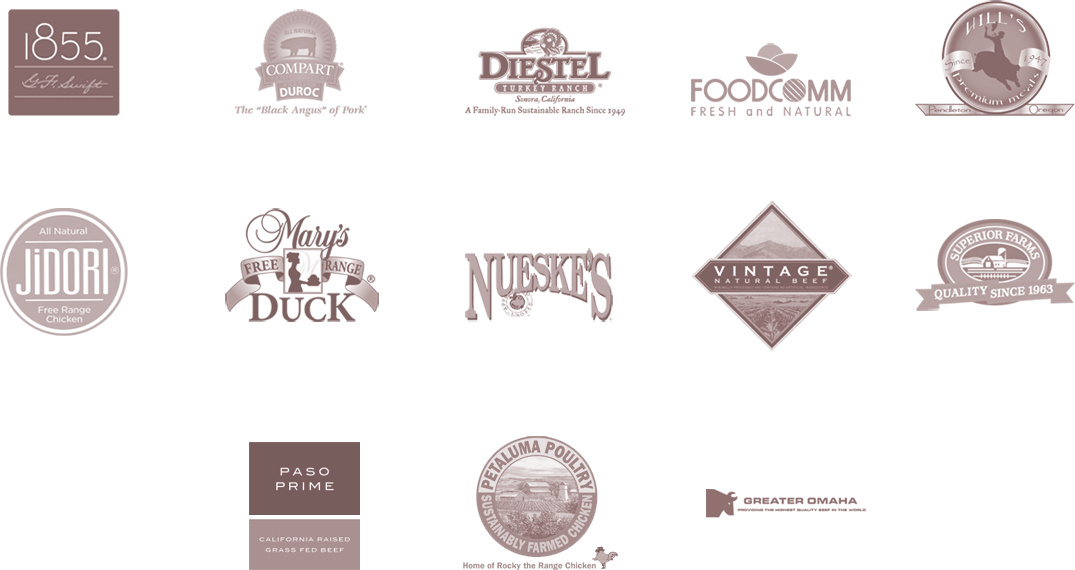 1855®
G.F. Swift
ALL NATURAL
COMPART
DUROC
The "Black Angus" of Pork
DIESTEL
TURKEY RANCH®
Sonora, California
A Family-Run Sustainable Ranch Since 1949
FOODCOMM
FRESH and NATURAL
HILL'S
Since 1947
Premium meats
Pendleton Oregon
All Natural
JiDORI®
Free Range
Chicken
Mary's
FREE RANGE
DUCK®
NUESKE'S
VINTAGE®
NATURAL BEEF
SUPERIOR FARMS
QUALITY SINCE 1963
PASO
PRIME
CALIFORNIA RAISED
GRASS FED BEEF
PETALUMA POULTRY
SUSTAINABLY FARMED CHICKEN
Home of Rocky the Range Chicken
GREATER OMAHA
PROVIDING THE HIGHEST QUALITY BEEF IN THE WORLD